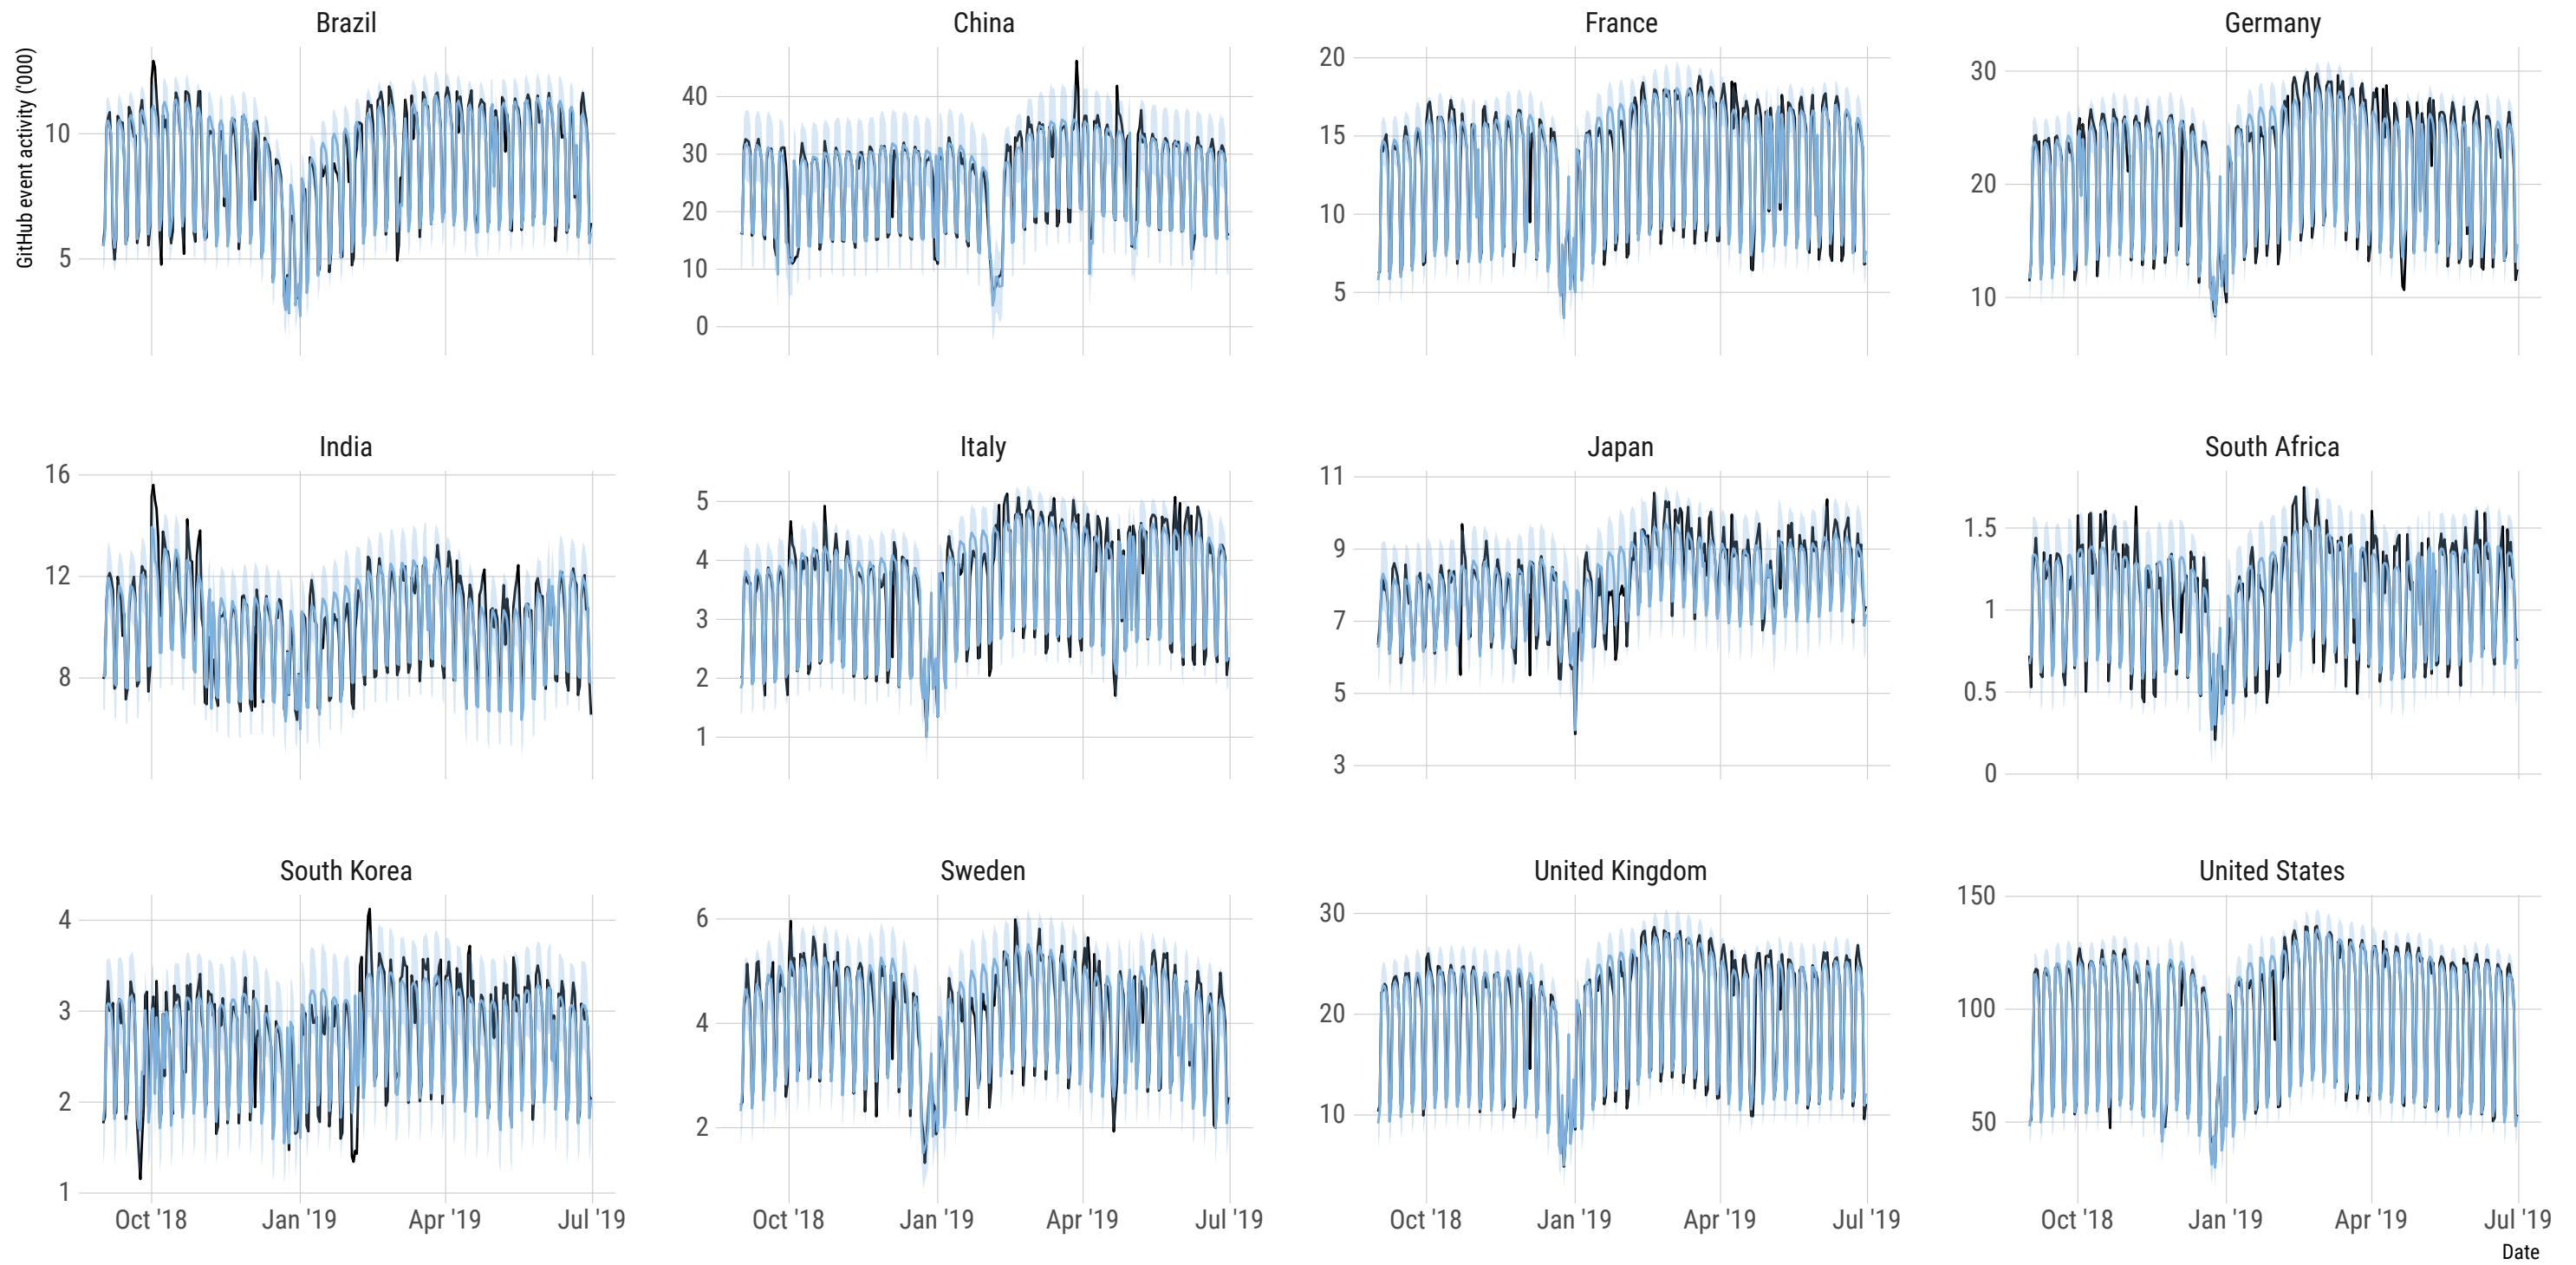 Brazil
China
France
Germany
GitHub event activity ('000)
10
5
40
30
20
10
0
20
15
10
5
30
20
10
India
Italy
Japan
South Africa
16
12
8
5
4
3
2
1
11
9
7
5
3
1.5
1
0.5
0
South Korea
Sweden
United Kingdom
United States
4
3
2
1
6
4
2
30
20
10
150
100
50
Oct '18
Jan '19
Apr '19
Jul '19
Oct '18
Jan '19
Apr '19
Jul '19
Oct '18
Jan '19
Apr '19
Jul '19
Oct '18
Jan '19
Apr '19
Jul '19
Date